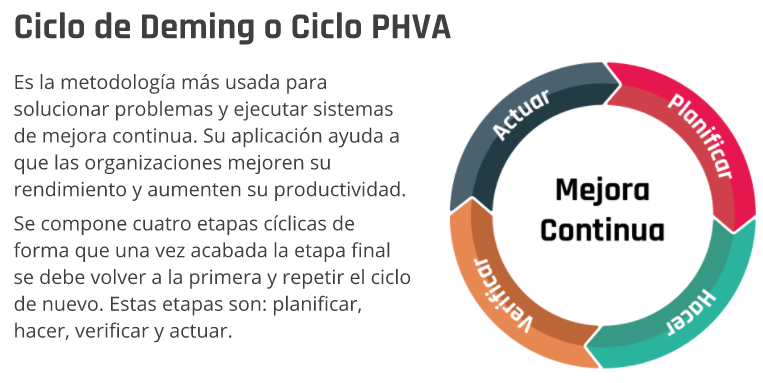 Ciclo de Deming o Ciclo PHVA
Es la metodología más usada para
solucionar problemas y ejecutar sistemas
de mejora continua. Su aplicación ayuda a
que las organizaciones mejoren su
rendimiento y aumenten su productividad.
Se compone cuatro etapas cíclicas de
forma que una vez acabada la etapa final
se debe volver a la primera y repetir el ciclo
de nuevo. Estas etapas son: planificar,
hacer, verificar y actuar.
Actuar
Planificar
Mejora
Continua
Verificar
Hacer